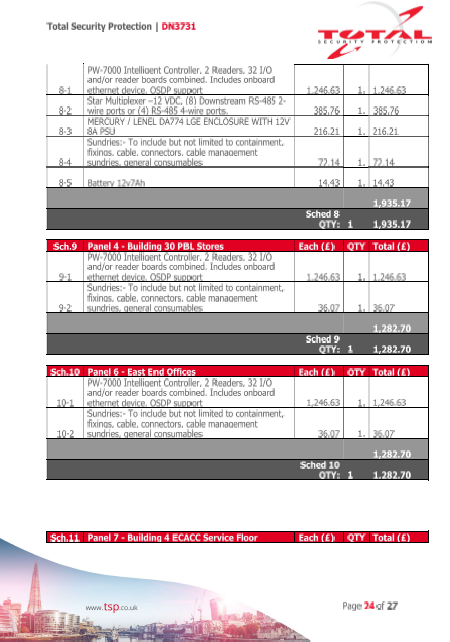 Total Security Protection | DN3731
TOTAL
SECURITY PROTECTION
PW-7000 Intelligent Controller, 2 Readers, 32 I/O
and/or reader boards combined. Includes onboard
8-1 ethernet device. OSDP support 1,246.63 1. 1,246.63
Star Multiplexer –12 VDC, (8) Downstream RS-485 2-
8-2 wire ports or (4) RS-485 4-wire ports. 385.76 1. 385.76
MERCURY / LENEL DA774 LGE ENCLOSURE WITH 12V
8-3 8A PSU 216.21 1. 216.21
Sundries:- To include but not limited to containment,
fixings, cable, connectors, cable management
8-4 sundries, general consumables 72.14 1. 72.14
8-5 Battery 12v7Ah 14.43 1. 14.43
1,935.17
Sched 8
QTY: 1 1,935.17
Sch.9 Panel 4 - Building 30 PBL Stores Each (£) QTY Total (£)
PW-7000 Intelligent Controller, 2 Readers, 32 I/O
and/or reader boards combined. Includes onboard
9-1 ethernet device. OSDP support 1,246.63 1. 1,246.63
Sundries:- To include but not limited to containment,
fixings, cable, connectors, cable management
9-2 sundries, general consumables 36.07 1. 36.07
1,282.70
Sched 9
QTY: 1 1,282.70
Sch.10 Panel 6 - East End Offices Each (£) QTY Total (£)
PW-7000 Intelligent Controller, 2 Readers, 32 I/O
and/or reader boards combined. Includes onboard
10-1 ethernet device. OSDP support 1,246.63 1. 1,246.63
Sundries:- To include but not limited to containment,
fixings, cable, connectors, cable management
10-2 sundries, general consumables 36.07 1. 36.07
1,282.70
Sched 10
QTY: 1 1,282.70
Sch.11 Panel 7 - Building 4 ECACC Service Floor Each (£) QTY Total (£)
www.tsp.co.uk Page 24 of 27